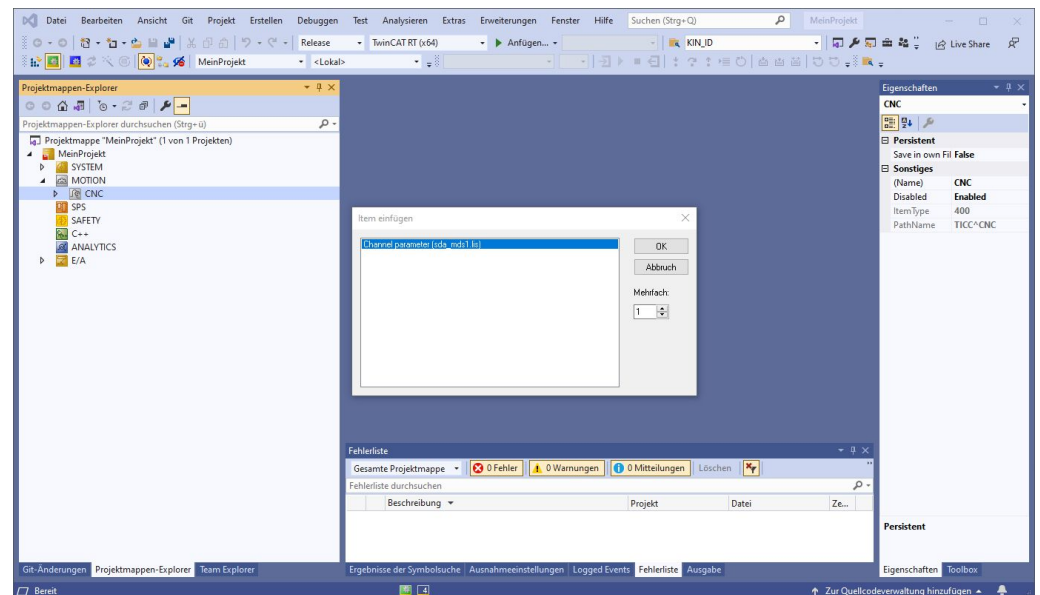 Datei Bearbeiten Ansicht Git Projekt Erstellen Debuggen Test Analysieren Extras Erweiterungen Fenster Hilfe Suchen (Strg+Q) MeinProjekt
Release TwinCAT RT (x64) Anfügen... KIN_ID Live Share
MeinProjekt <Lokal>
Projektmappen-Explorer
Projektmappen-Explorer durchsuchen (Strg+ü)
Projektmappe "MeinProjekt" (1 von 1 Projekten)
MeinProjekt
SYSTEM
MOTION
CNC
SPS
SAFETY
C++
ANALYTICS
E/A
Item einfügen
Channel parameter (sda_mds1.lis)
OK
Abbruch
Mehrfach:
1
Fehlerliste
Gesamte Projektmappe 0 Fehler 0 Warnungen 0 Mitteilungen Löschen
Fehlerliste durchsuchen
Beschreibung Projekt Datei Ze...
Eigenschaften
CNC
Persistent
Save in own Fil False
Sonstiges
(Name) CNC
Disabled Enabled
ItemType 400
PathName TICC^CNC
Persistent
Git-Änderungen Projektmappen-Explorer Team Explorer
Ergebnisse der Symbolsuche Ausnahmeeinstellungen Logged Events Fehlerliste Ausgabe
Eigenschaften Toolbox
Bereit 4 Zur Quellcodeverwaltung hinzufügen